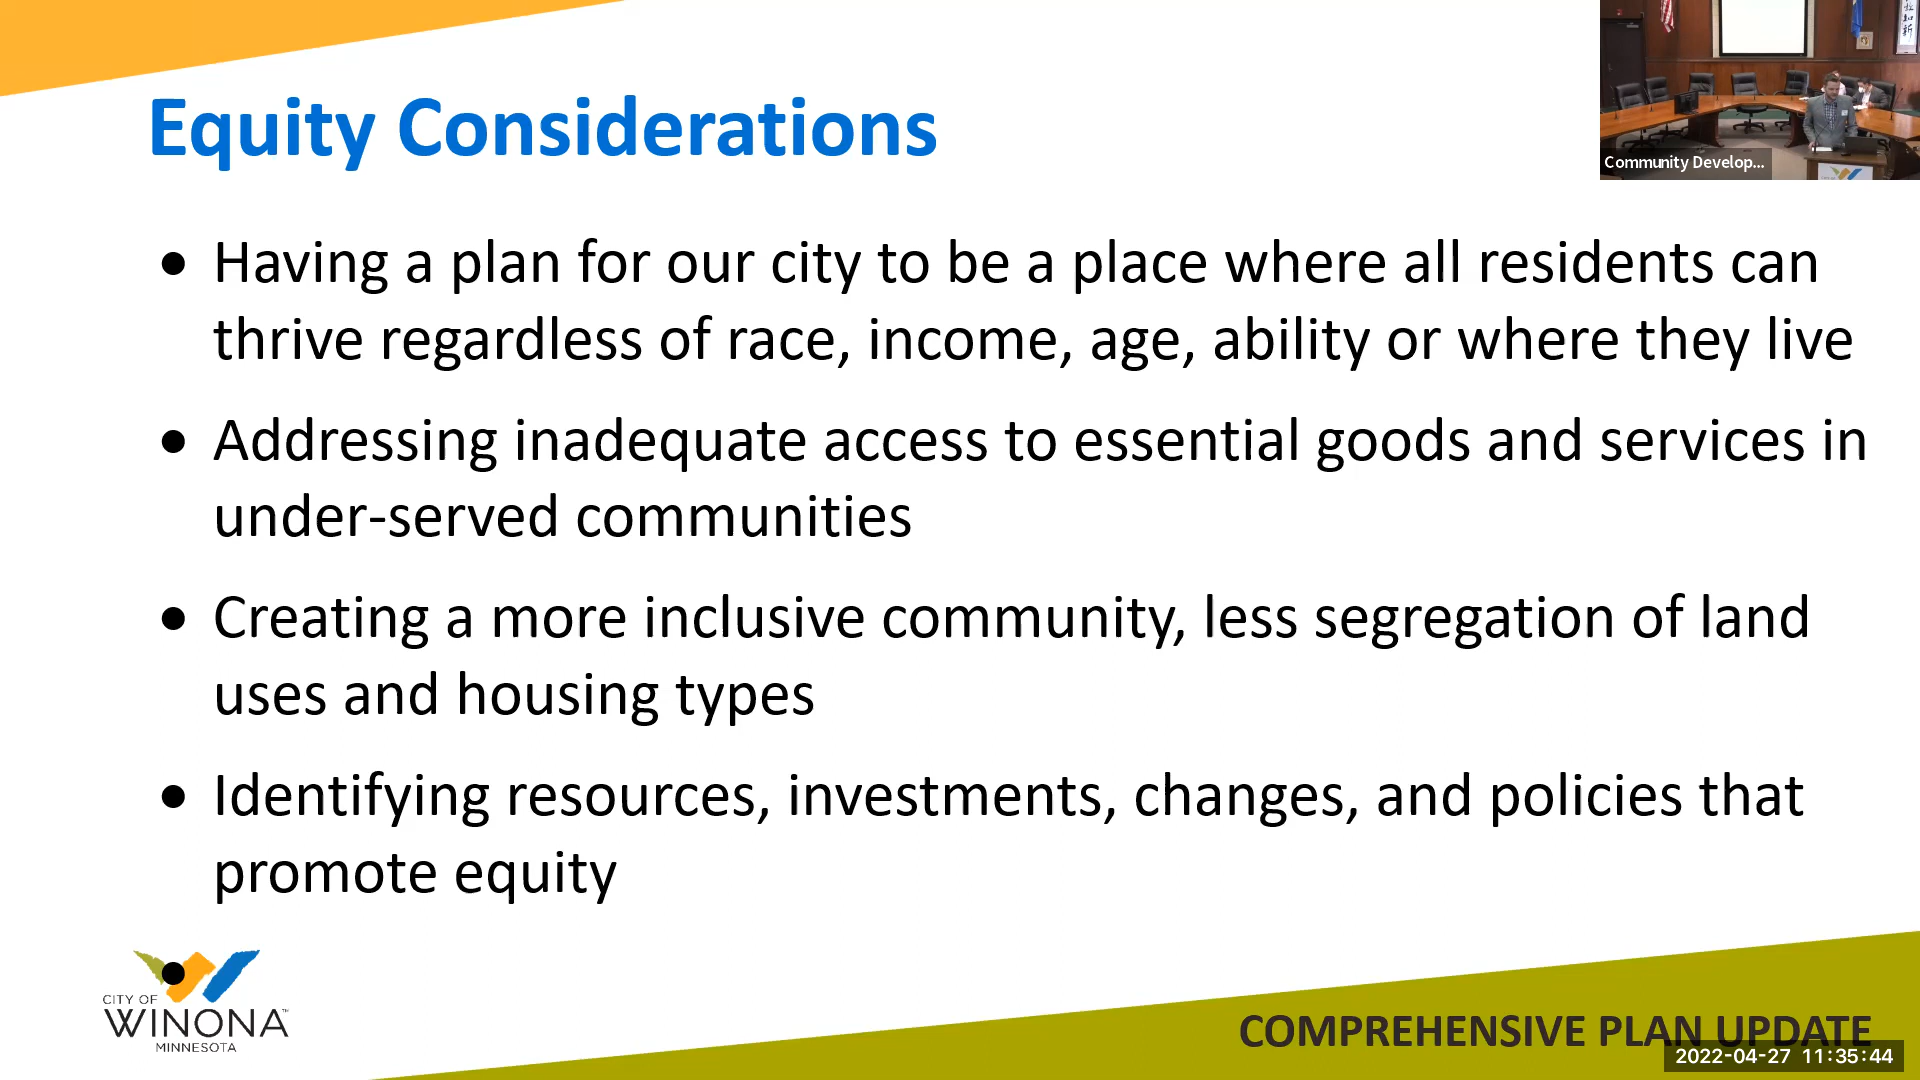 Equity Considerations
Community Develop...
• Having a plan for our city to be a place where all residents can
thrive regardless of race, income, age, ability or where they live
• Addressing inadequate access to essential goods and services in
under-served communities
• Creating a more inclusive community, less segregation of land
uses and housing types
• Identifying resources, investments, changes, and policies that
promote equity
CITY OF
WINONA™
MINNESOTA
COMPREHENSIVE PLAN UPDATE
2022-04-27 11:35:44